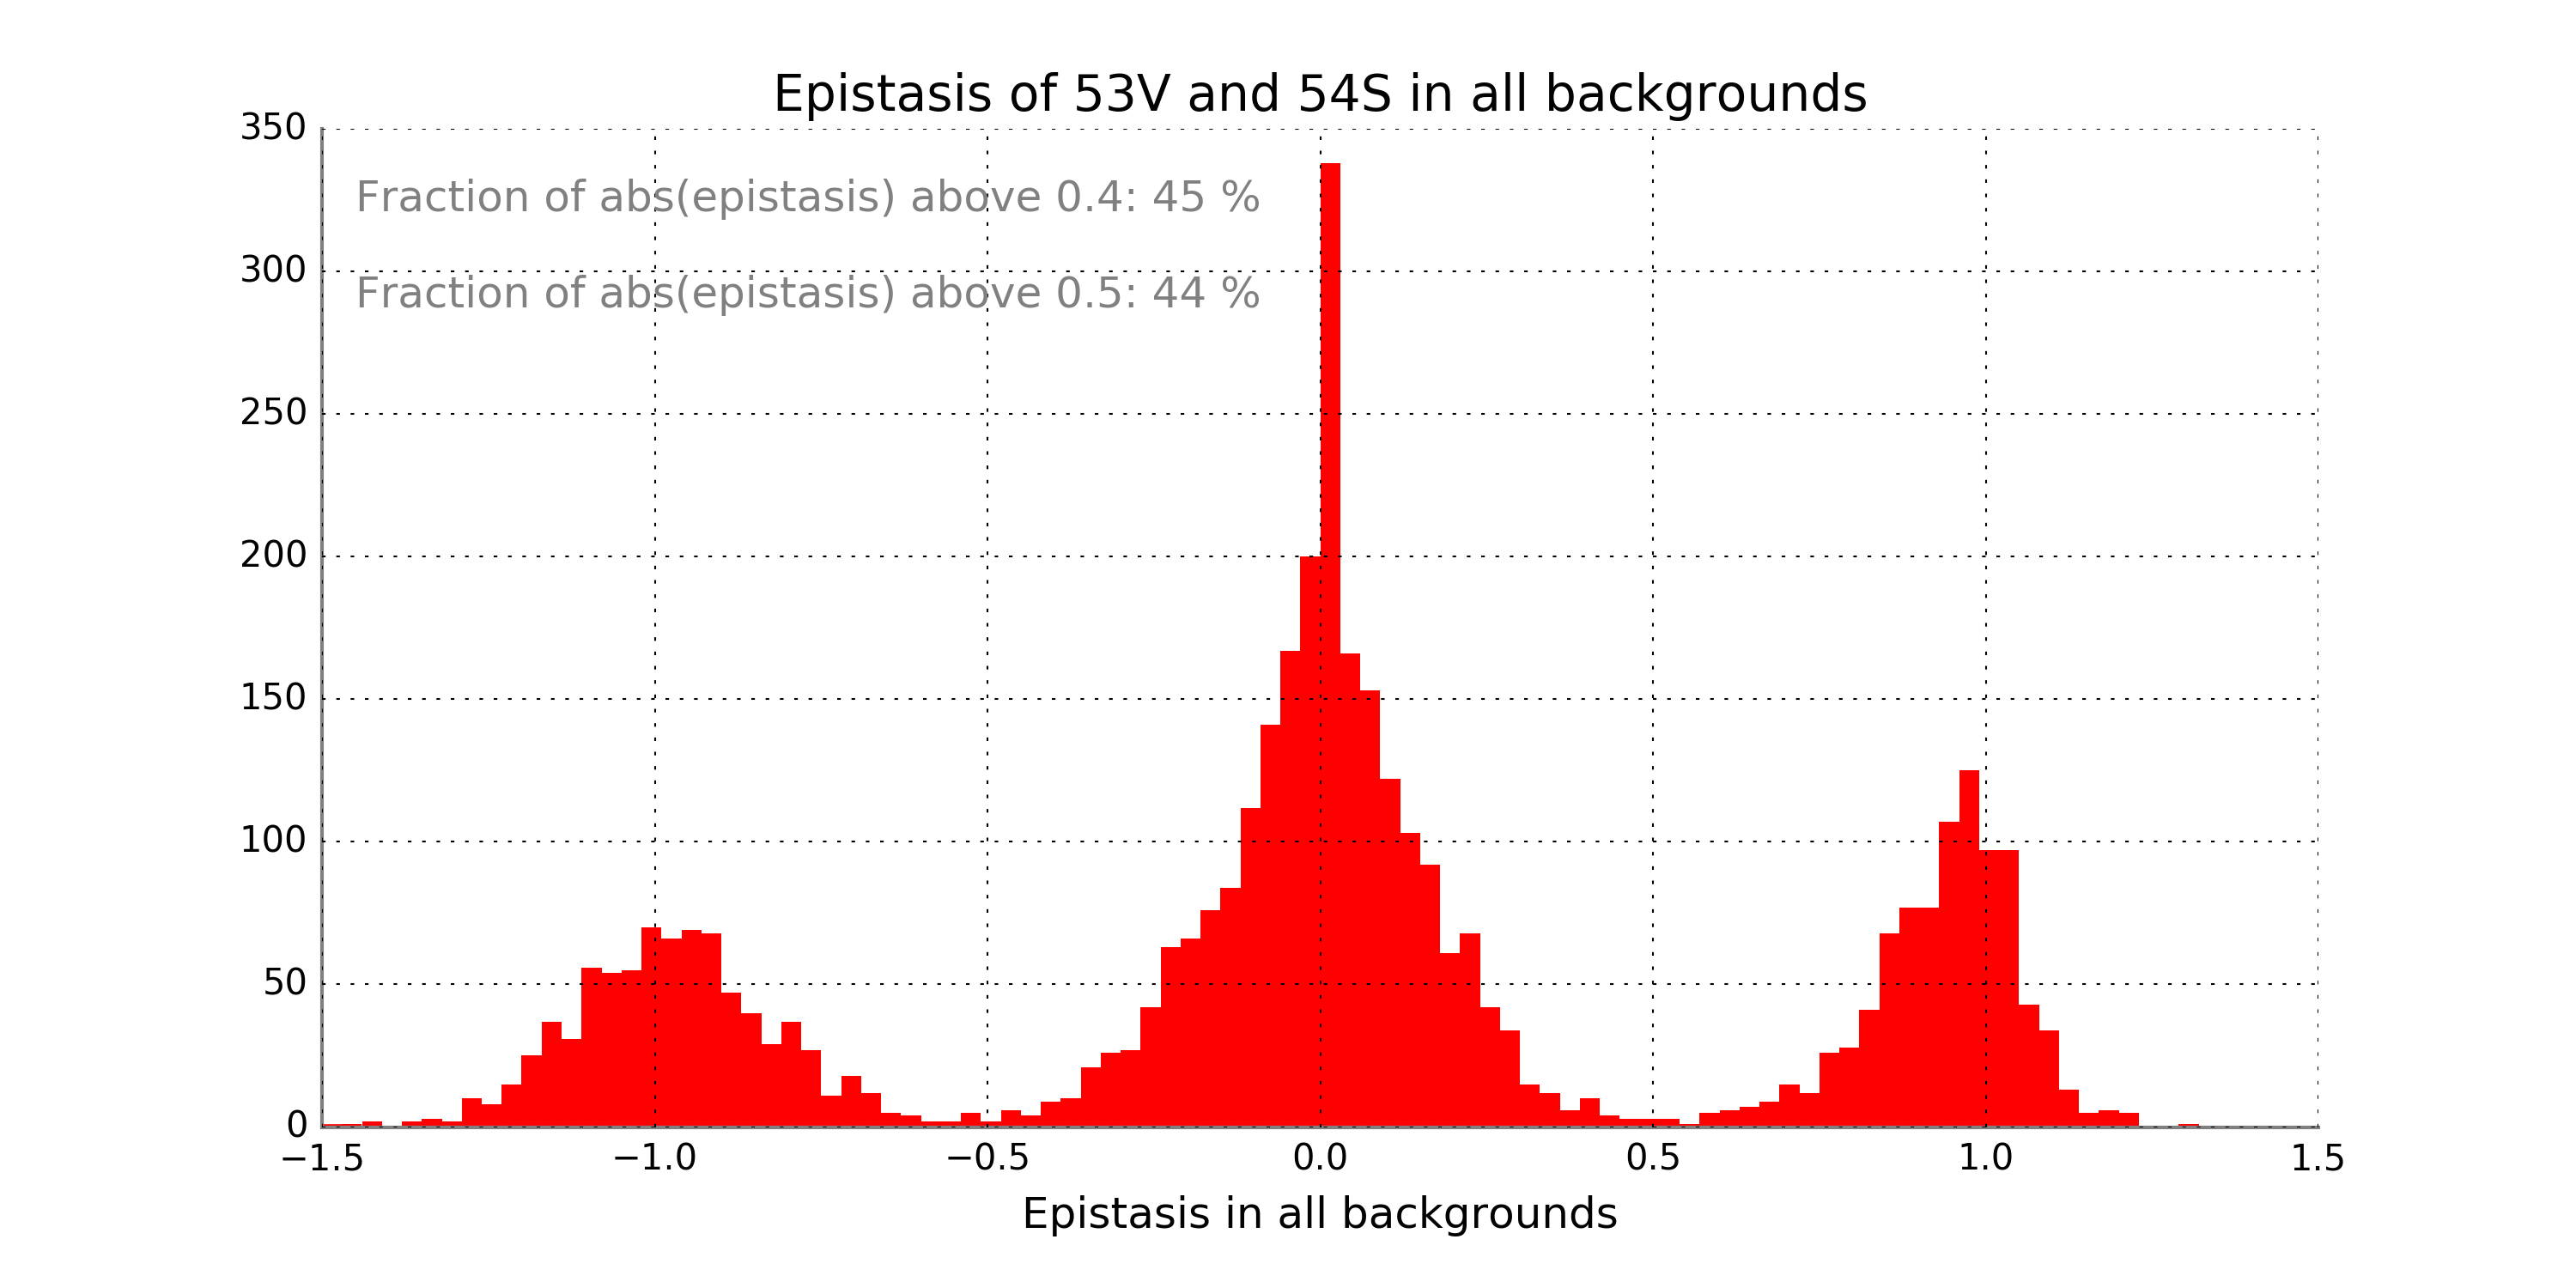 Epistasis of 53V and 54S in all backgrounds
350
Fraction of abs(epistasis) above 0.4: 45 %
300
Fraction of abs(epistasis) above 0.5: 44 %
250
200
150
100
50
0
−1.5 −1.0 −0.5 0.0 0.5 1.0 1.5
Epistasis in all backgrounds